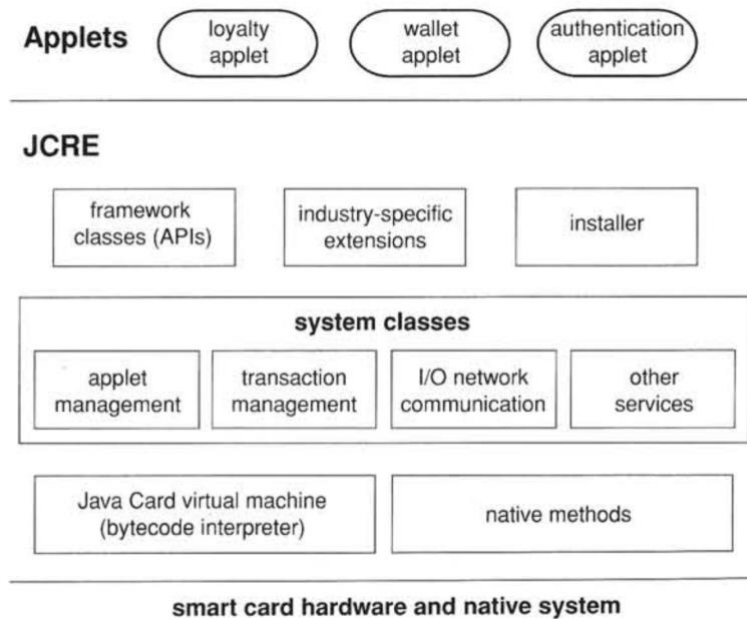 Applets
loyalty
applet
wallet
applet
authentication
applet
JCRE
framework
classes (APIs)
industry-specific
extensions
installer
system classes
applet
management
transaction
management
I/O network
communication
other
services
Java Card virtual machine
(bytecode interpreter)
native methods
smart card hardware and native system